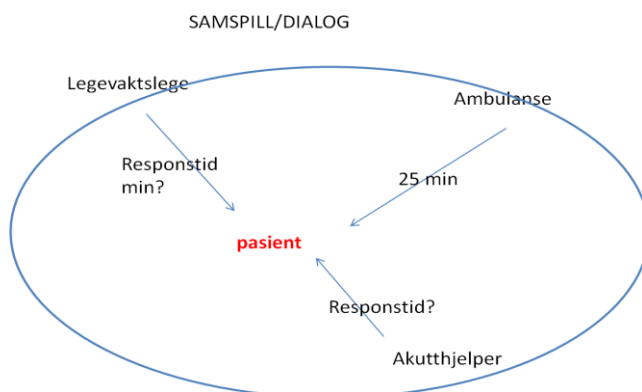 SAMSPILL/DIALOG
Legevaktslege
Ambulanse
Responstid
min?
25 min
pasient
Responstid?
Akutthjelper